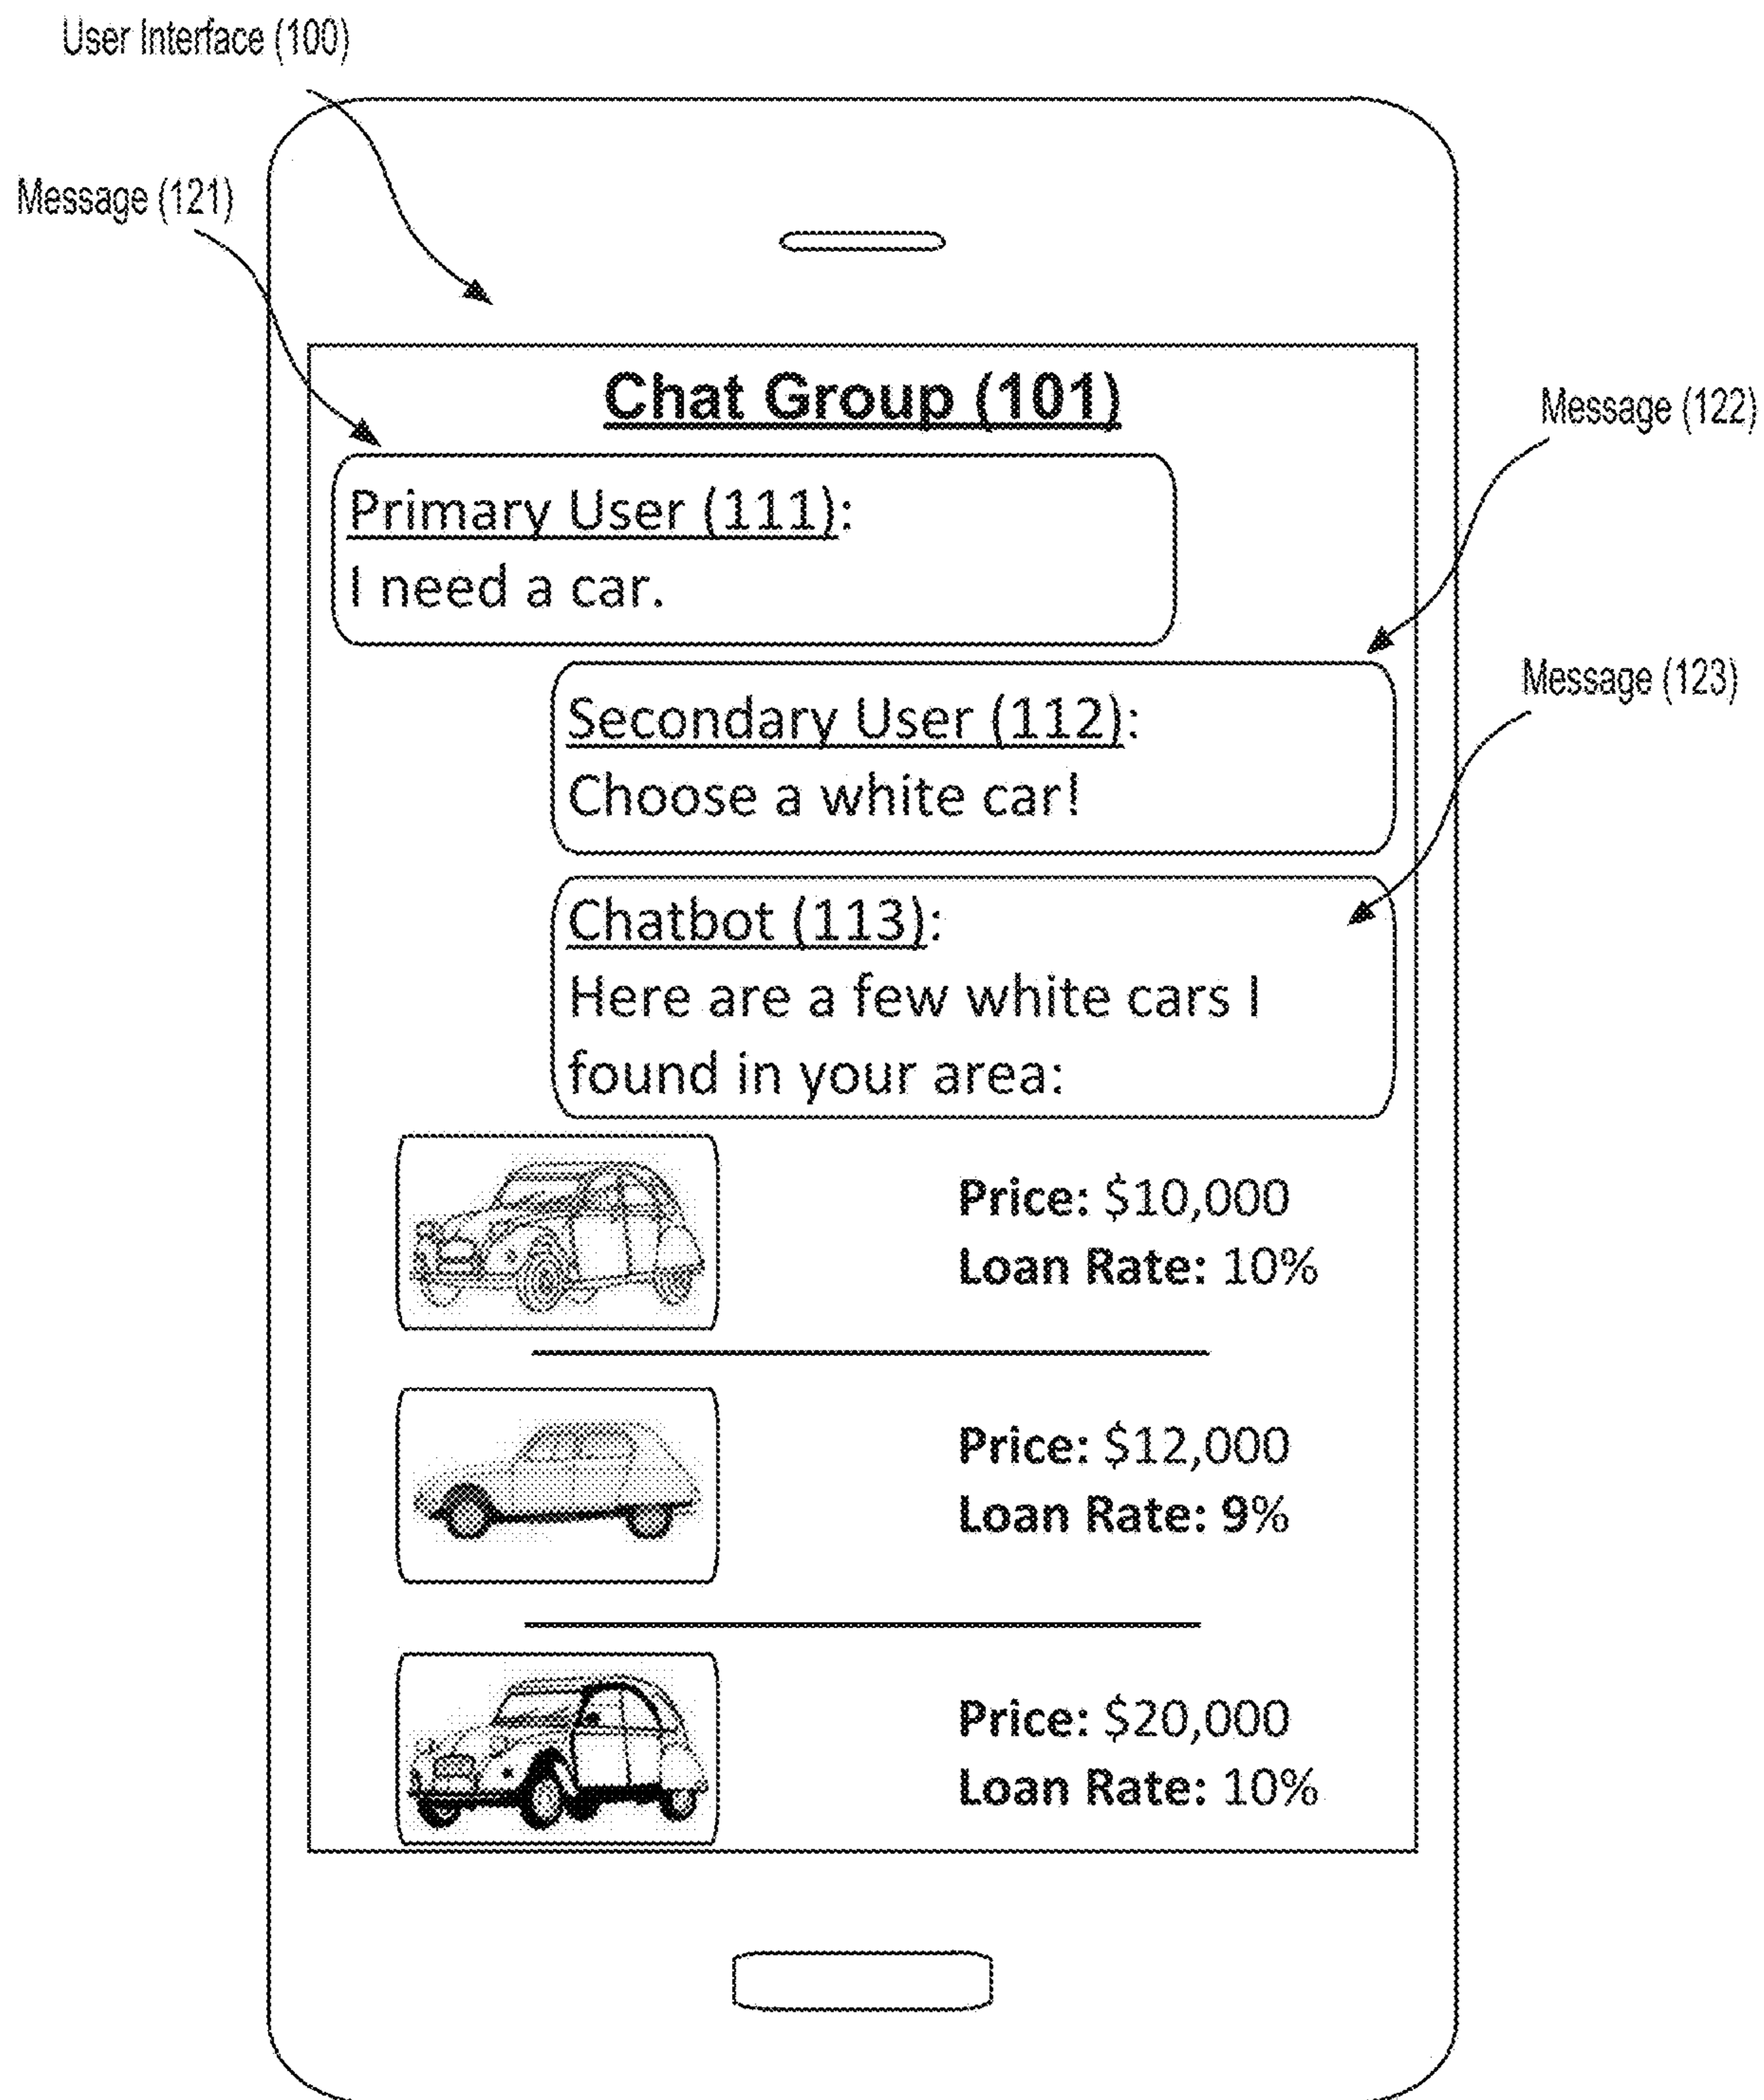 User Interface (100)
Message (121)
Chat Group (101)
Message (122)
Primary User (111):
I need a car.
Message (123)
Secondary User (112):
Choose a white car!
Chatbot (113):
Here are a few white cars I
found in your area:
Price: $10,000
Loan Rate: 10%
Price: $12,000
Loan Rate: 9%
Price: $20,000
Loan Rate: 10%